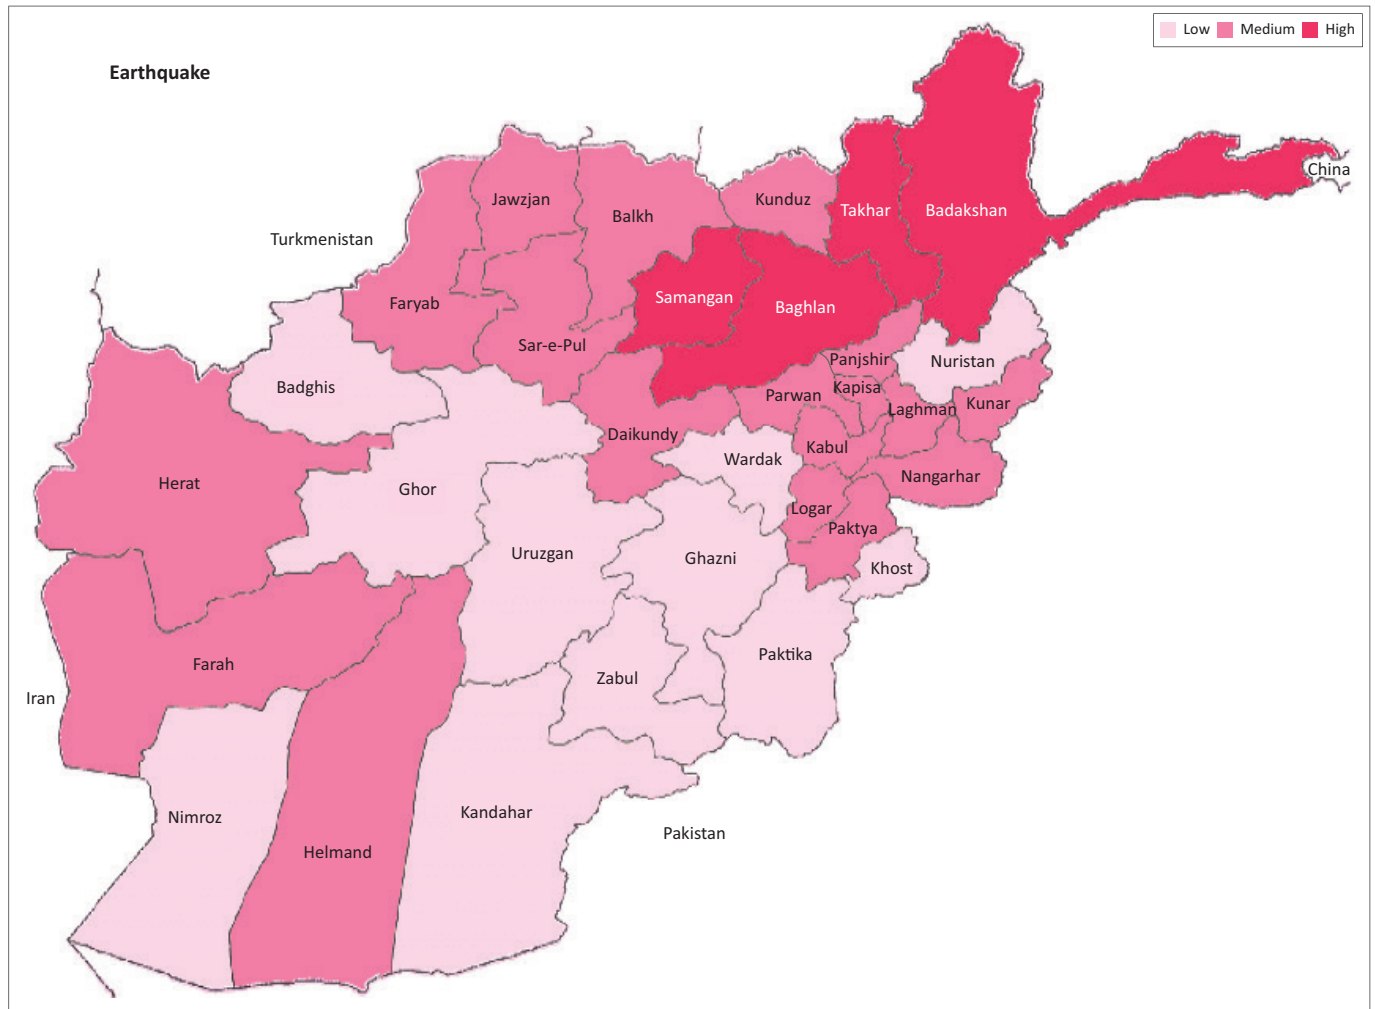 Low Medium High
Earthquake
China
Jawzjan
Balkh
Kunduz
Takhar
Badakshan
Turkmenistan
Faryab
Samangan
Baghlan
Sar-e-Pul
Panjshir
Nuristan
Badghis
Parwan
Kapisa
Laghman
Kunar
Daikundy
Kabul
Wardak
Nangarhar
Herat
Ghor
Logar
Paktya
Uruzgan
Ghazni
Khost
Farah
Paktika
Zabul
Iran
Nimroz
Kandahar
Pakistan
Helmand